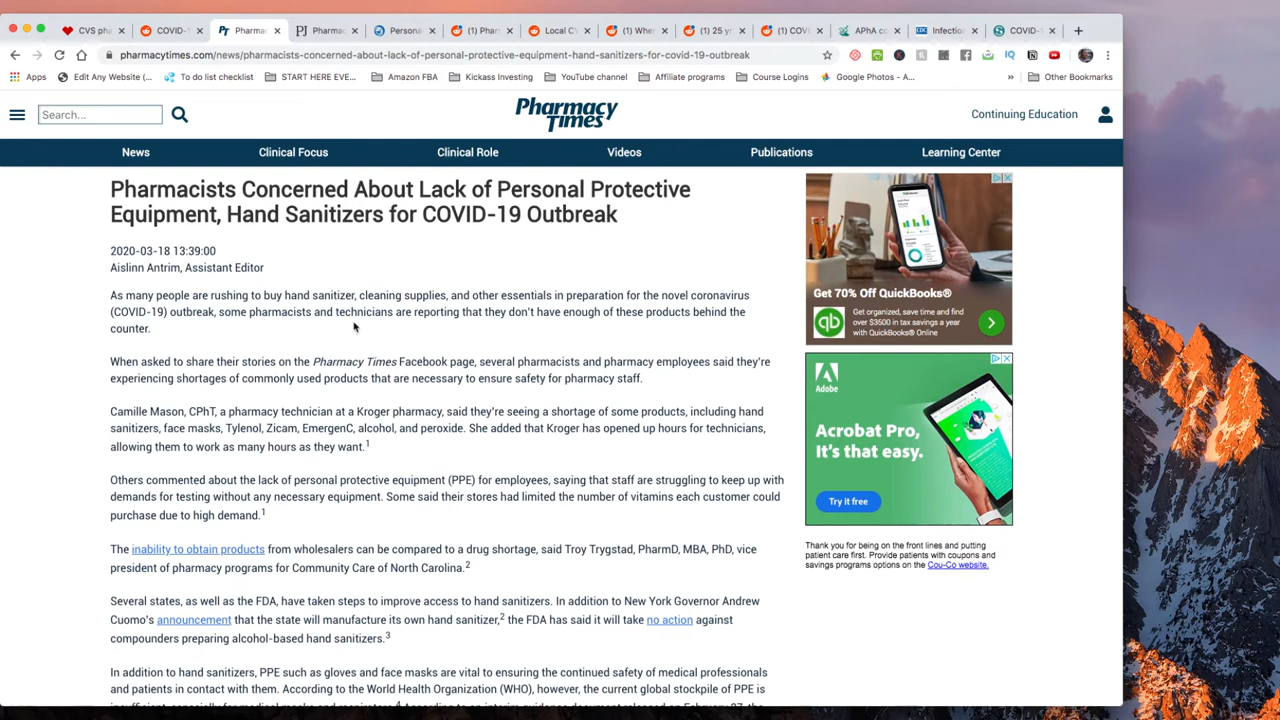 CVS ph
COVID-
Pharmac
Pharmac
Persona
(1) Phar
Local C
(1) Whe
(1) 25 y
(1) COV
APhA c
Infectio
COVID-1
pharmacytimes.com/news/pharmacists-concerned-about-lack-of-personal-protective-equipment-hand-sanitizers-for-covid-19-outbreak
Apps
Edit Any Website (...
To do list checklist
START HERE EVE...
Amazon FBA
Kickass Investing
YouTube channel
Affiliate programs
Course Logins
Google Photos - A...
»
Other Bookmarks
Search...
Pharmacy
Times
Continuing Education
News
Clinical Focus
Clinical Role
Videos
Publications
Learning Center
Pharmacists Concerned About Lack of Personal Protective
Equipment, Hand Sanitizers for COVID-19 Outbreak
2020-03-18 13:39:06
Aislinn Antrim, Assistant Editor
As many people are rushing to buy hand sanitizer, cleaning supplies, and other essentials in preparation for the novel coronavirus
(COVID-19) outbreak, some pharmacists and technicians are reporting that they don't have enough of these products behind the
counter.
When asked to share their stories on the Pharmacy Times Facebook page, several pharmacists and pharmacy employees said they're
experiencing shortages of commonly used products that are necessary to ensure safety for pharmacy staff.
Camille Mason, CPhT, a pharmacy technician at a Kroger pharmacy, said they're seeing a shortage of some products, including hand
sanitizers, face masks, Tylenol, Zicam, EmergenC, alcohol, and peroxide. She added that Kroger has opened up hours for technicians,
allowing them to work as many hours as they want.1
Others commented about the lack of personal protective equipment (PPE) for employees, saying that staff are struggling to keep up with
demands for testing without any necessary equipment. Some said their stores had limited the number of vitamins each customer could
purchase due to high demand.1
The inability to obtain products from wholesalers can be compared to a drug shortage, said Troy Trygstad, PharmD, MBA, PhD, vice
president of pharmacy programs for Community Care of North Carolina.2
Several states, as well as the FDA, have taken steps to improve access to hand sanitizers. In addition to New York Governor Andrew
Cuomo's announcement that the state will manufacture its own hand sanitizer,2 the FDA has said it will take no action against
compounders preparing alcohol-based hand sanitizers.3
In addition to hand sanitizers, PPE such as gloves and face masks are vital to ensuring the continued safety of medical professionals
and patients in contact with them. According to the World Health Organization (WHO), however, the current global stockpile of PPE is
Get 70% Off QuickBooks®
Get organized, save time and find
over $3500 in tax savings a year
with QuickBooks® Online
qb
Adobe
Acrobat Pro,
It's that easy.
Try it free
Thank you for being on the front lines and putting
patient care first. Provide patients with coupons and
savings programs options on the Cou-Co website.